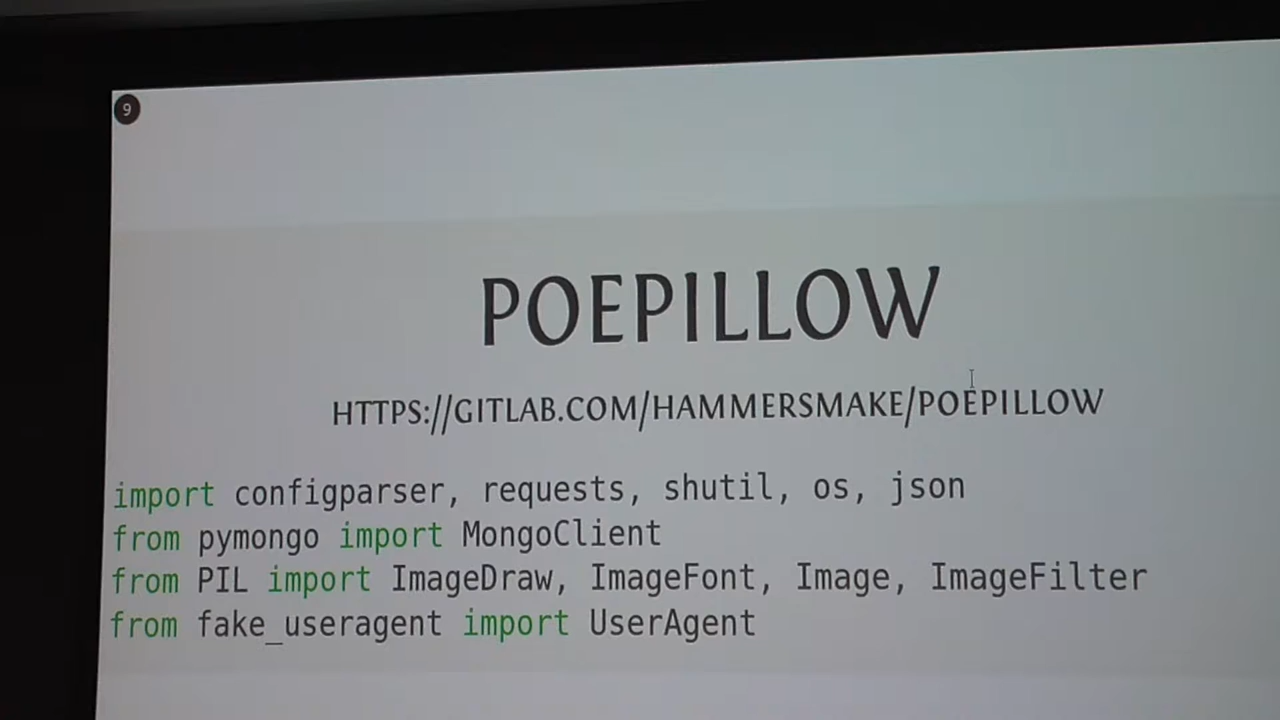 9
POEPILLOW
HTTPS://GITLAB.COM/HAMMERSMAKE/POEPILLOW
import configparser, requests, shutil, os, json
from pymongo import MongoClient
from PIL import ImageDraw, ImageFont, Image, ImageFilter
from fake_useragent import UserAgent